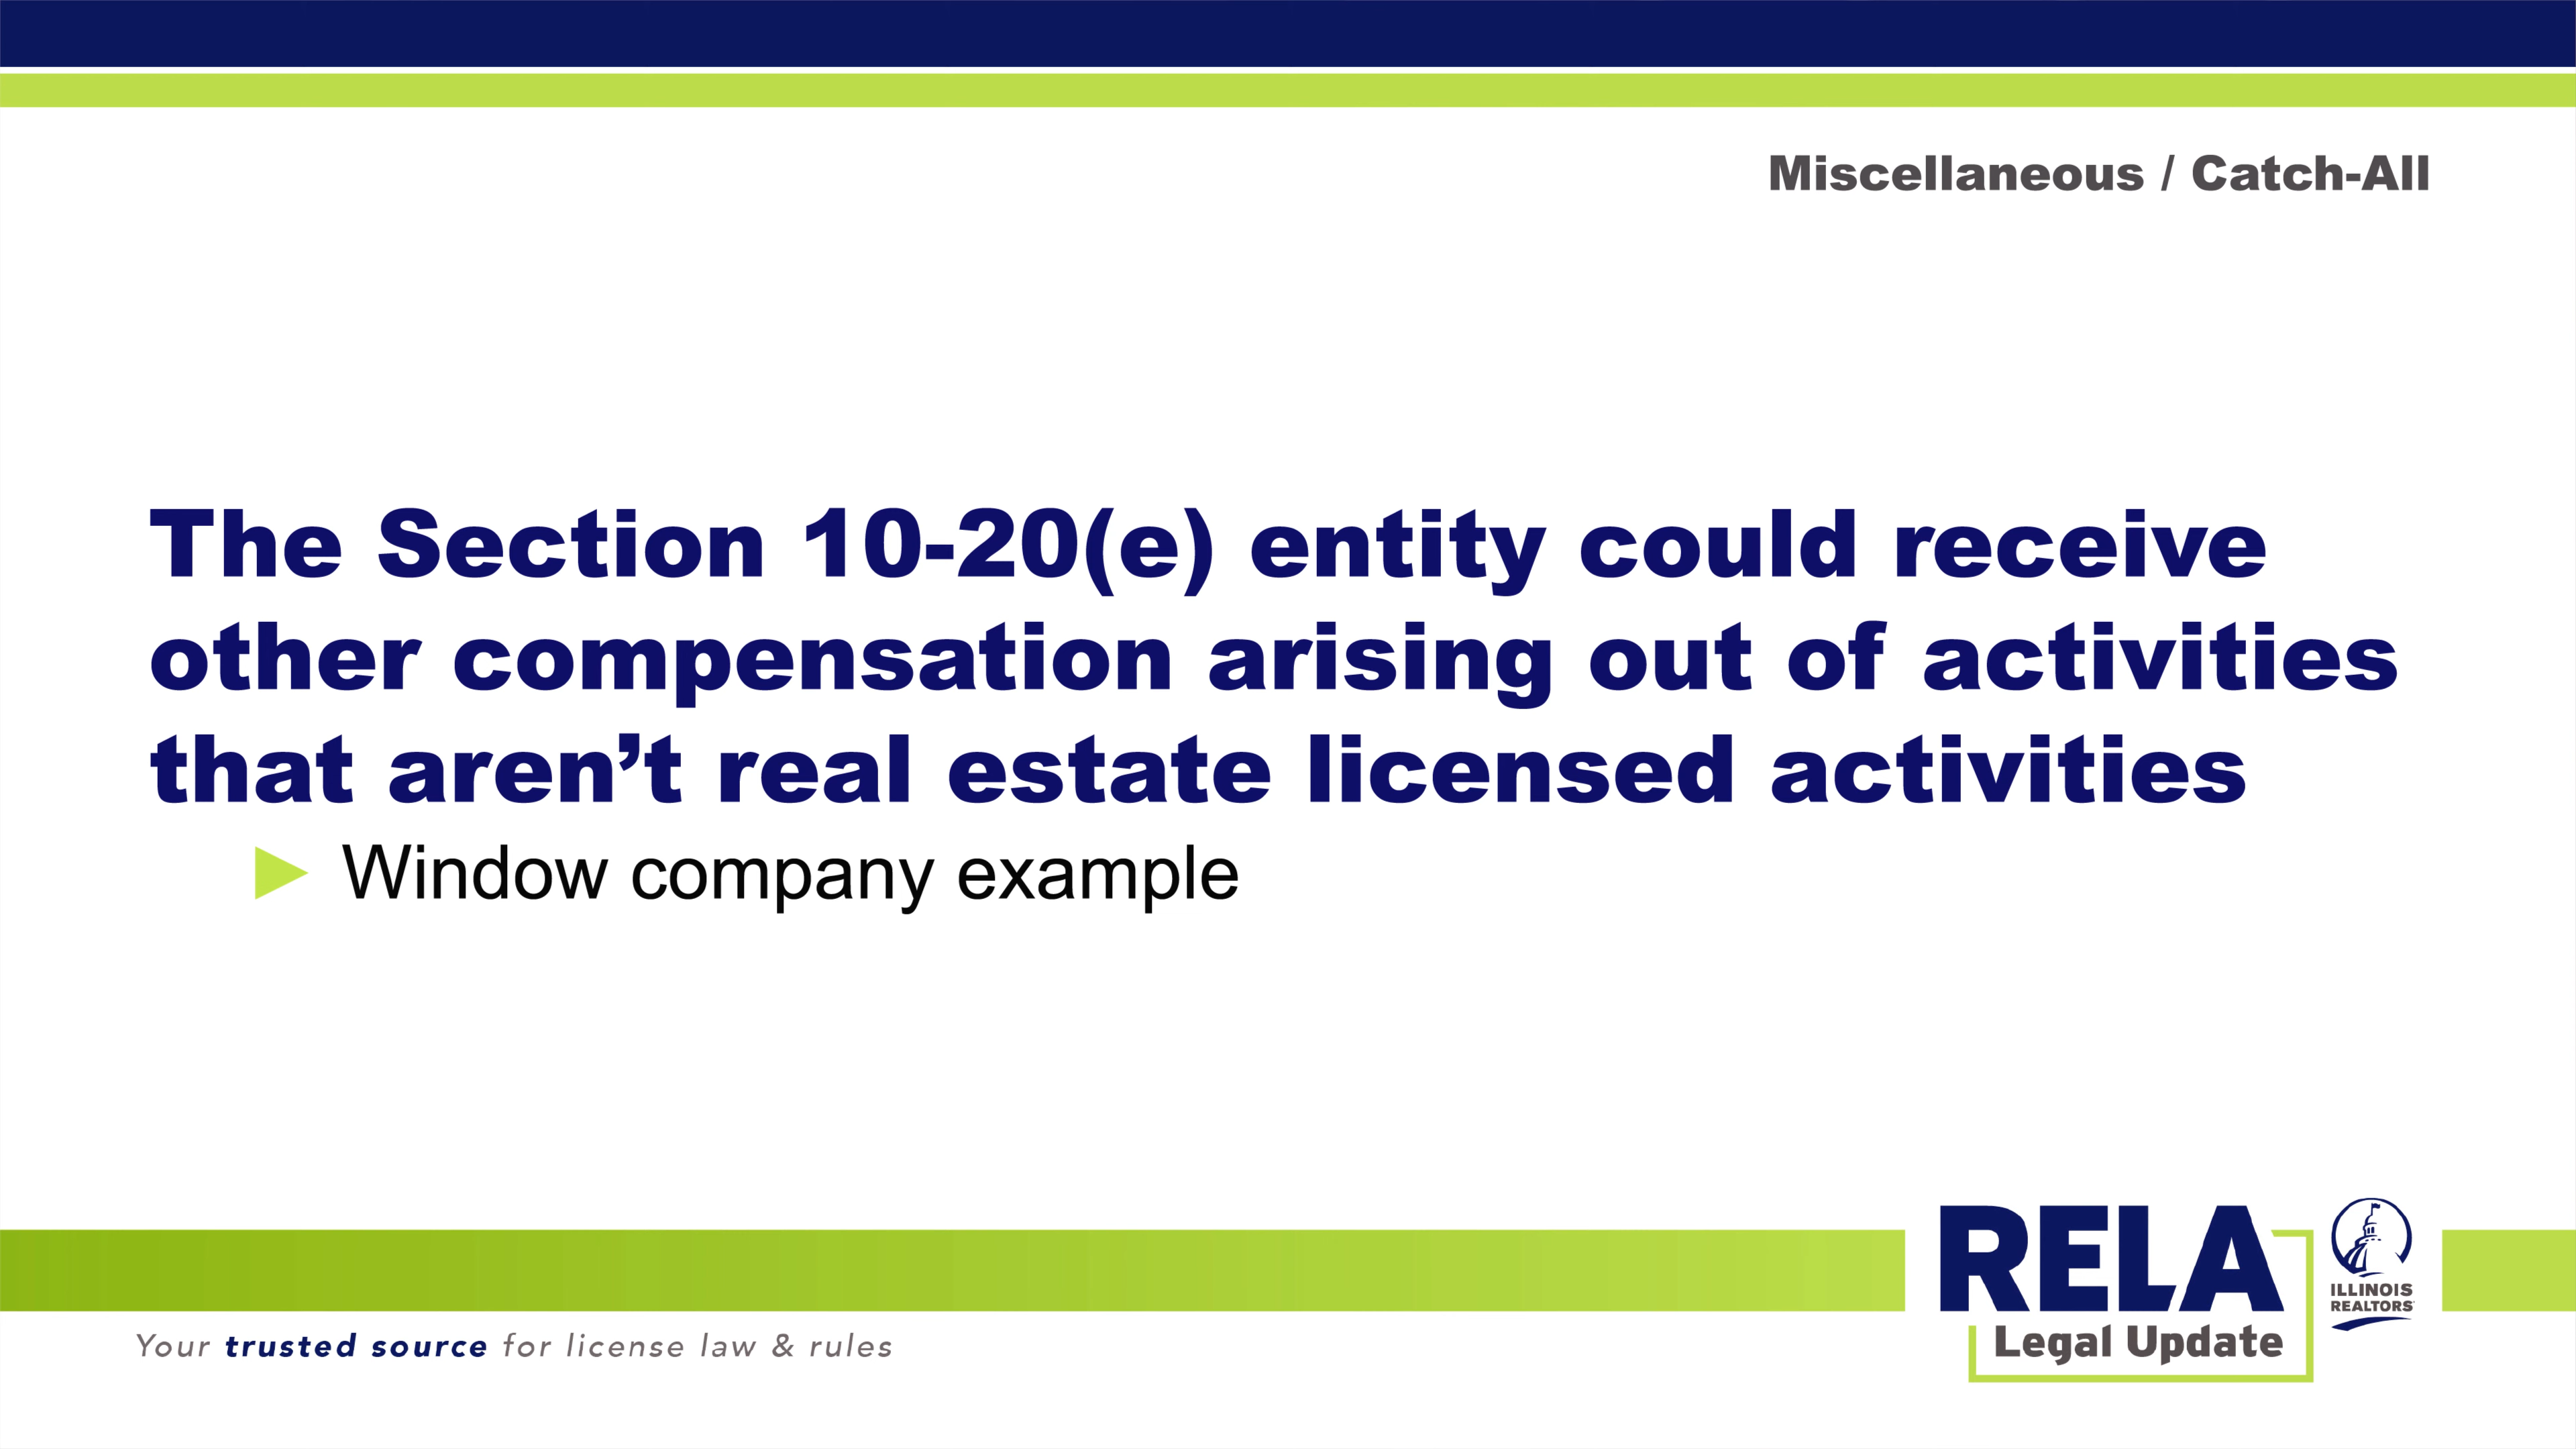 Miscellaneous / Catch-All
The Section 10-20(e) entity could receive
other compensation arising out of activities
that aren’t real estate licensed activities
► Window company example
RELA
Legal Update
ILLINOIS
REALTORS
Your trusted source for license law & rules